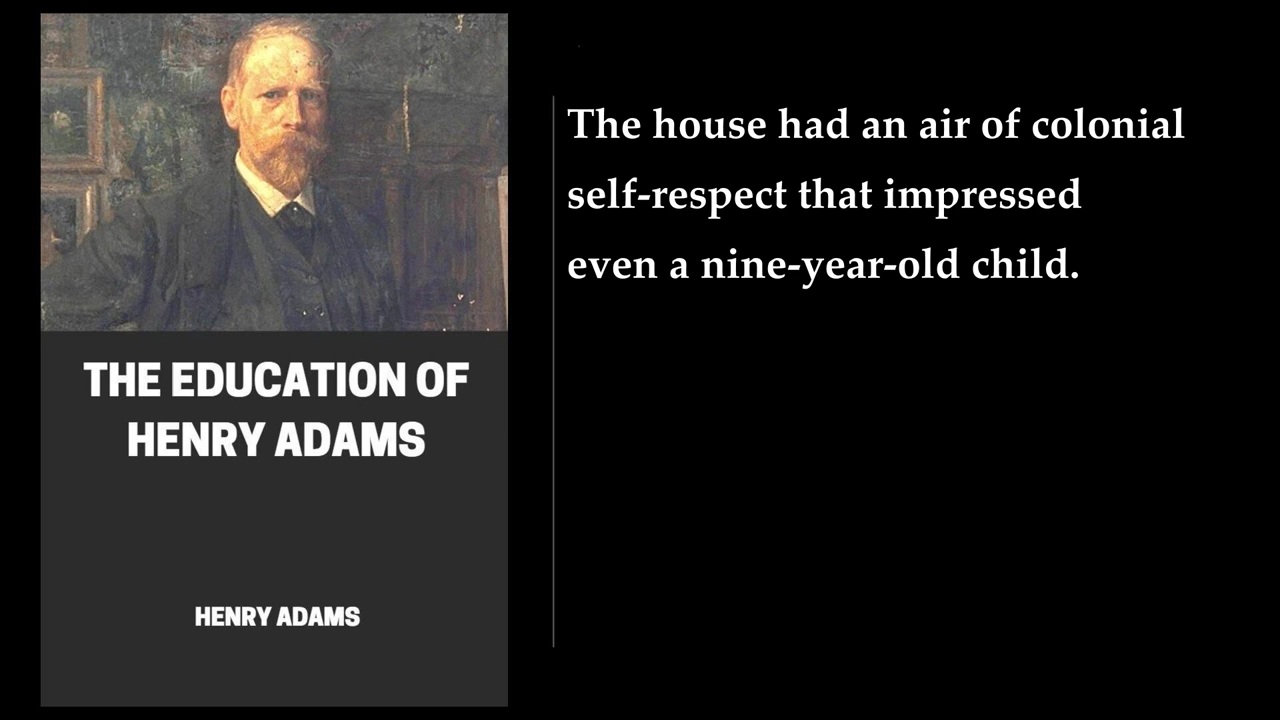 THE EDUCATION OF
HENRY ADAMS
HENRY ADAMS
The house had an air of colonial
self-respect that impressed
even a nine-year-old child.